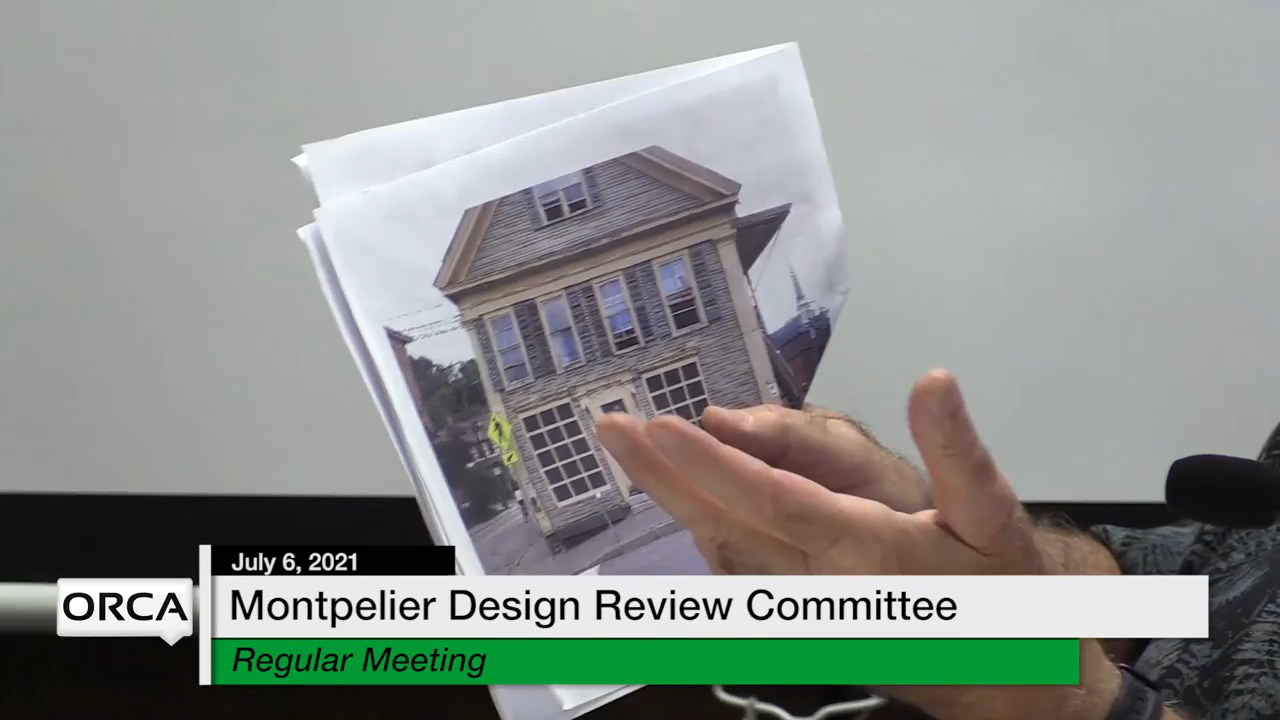 July 6, 2021
ORCA
Montpelier Design Review Committee
Regular Meeting